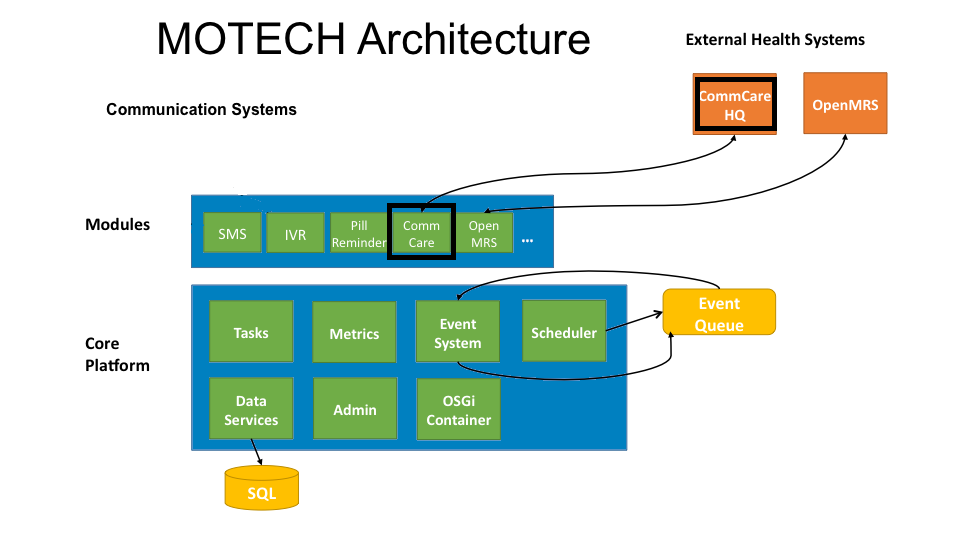 MOTECH Architecture
External Health Systems
CommCare
HQ
OpenMRS
Communication Systems
Modules
SMS
IVR
Pill
Reminder
Comm
Care
Open
MRS
...
Core
Platform
Tasks
Metrics
Event
System
Scheduler
Event
Queue
Data
Services
Admin
OSGi
Container
SQL